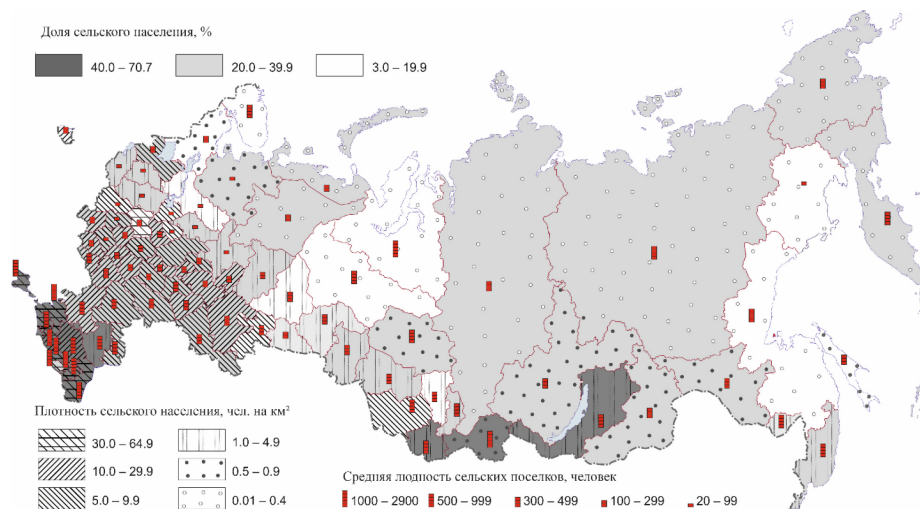 Доля сельского населения, %
40.0 – 70.7
20.0 – 39.9
3.0 – 19.9
Плотность сельского населения, чел. на км²
30.0 – 64.9
1.0 – 4.9
10.0 – 29.9
0.5 – 0.9
5.0 – 9.9
0.01 – 0.4
Средняя людность сельских поселков, человек
1000 – 2900
500 – 999
300 – 499
100 – 299
20 – 99